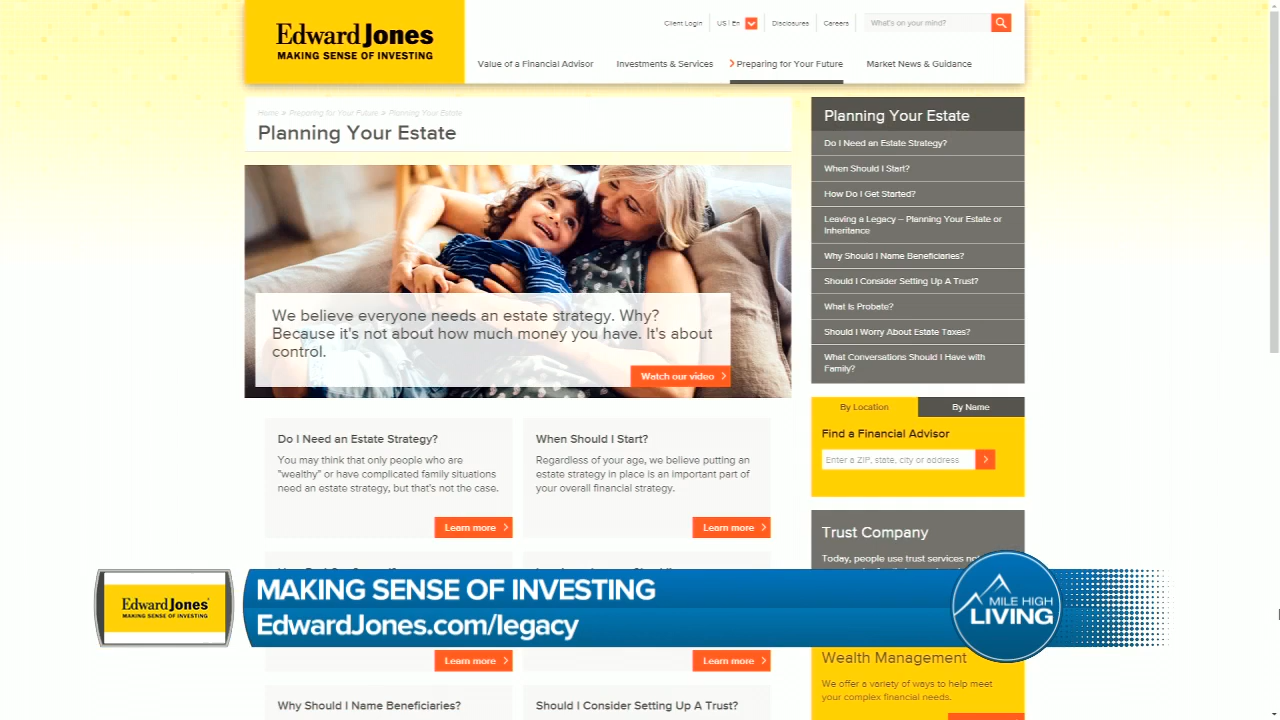 Edward Jones
MAKING SENSE OF INVESTING
Client Login
US | En
Disclosures
Careers
What's on your mind?
Value of a Financial Advisor
Investments & Services
Preparing for Your Future
Market News & Guidance
Home > Preparing for Your Future > Planning Your Estate
Planning Your Estate
We believe everyone needs an estate strategy. Why?
Because it's not about how much money you have. It's about
control.
Watch our video
Do I Need an Estate Strategy?
You may think that only people who are
"wealthy" or have complicated family situations
need an estate strategy, but that's not the case.
Learn more
When Should I Start?
Regardless of your age, we believe putting an
estate strategy in place is an important part of
your overall financial strategy.
Learn more
Learn more
Learn more
Why Should I Name Beneficiaries?
Should I Consider Setting Up A Trust?
Planning Your Estate
Do I Need an Estate Strategy?
When Should I Start?
How Do I Get Started?
Leaving a Legacy – Planning Your Estate or
Inheritance
Why Should I Name Beneficiaries?
Should I Consider Setting Up A Trust?
What Is Probate?
Should I Worry About Estate Taxes?
What Conversations Should I Have with
Family?
By Location
By Name
Find a Financial Advisor
Enter a ZIP, state, city or address
Trust Company
Today, people use trust services
Wealth Management
We offer a variety of ways to help meet
your complex financial needs.
Edward Jones
MAKING SENSE OF INVESTING
MAKING SENSE OF INVESTING
EdwardJones.com/legacy
MILE HIGH
LIVING